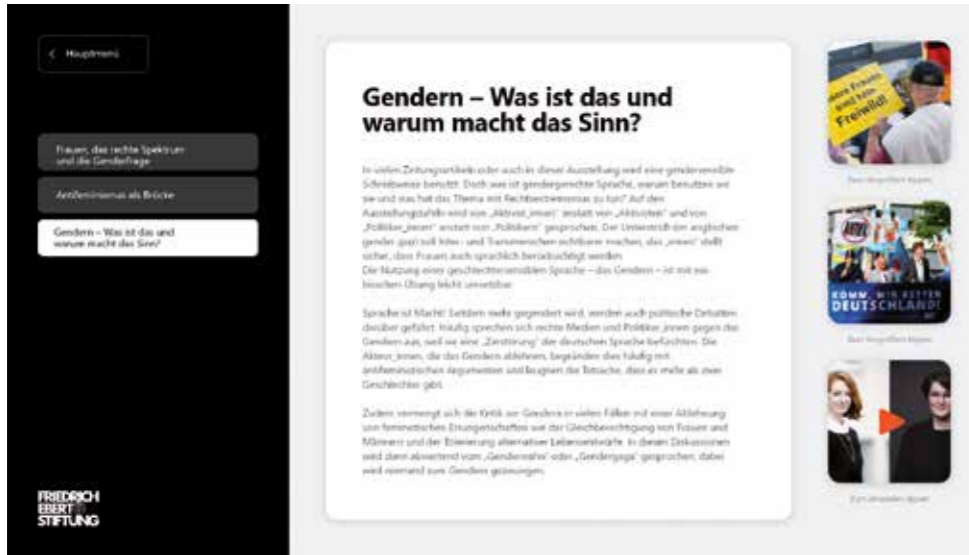 Hauptmenü
Frauen, das rechte Spektrum
und die Genderfrage
Antifeminismus als Brücke
Gendern – Was ist das und
warum macht das Sinn?
FRIEDRICH
EBERT
STIFTUNG
Gendern – Was ist das und
warum macht das Sinn?
In vielen Zeitungsartikeln oder auch in dieser Ausstellung wird eine gendersensible
Schreibweise benutzt. Doch was ist gendergerechte Sprache, warum benutzen wir
sie und was hat das Thema mit Rechtsextremismus zu tun? Auf den
Ausstellungstafeln wird von „Aktivist_innen“ anstatt von „Aktivisten“ und von
„Politiker_innen“ anstatt von „Politikern“ gesprochen. Der Unterstrich (im englischen
gender gap) soll Inter- und Transmenschen sichtbarer machen, das „innen“ stellt
sicher, dass Frauen auch sprachlich berücksichtigt werden.
Die Nutzung einer geschlechtersensiblen Sprache – das Gendern – ist mit ein
bisschen Übung leicht umsetzbar.
Sprache ist Macht! Seitdem mehr gegendert wird, werden auch politische Debatten
darüber geführt. Häufig sprechen sich rechte Medien und Politiker_innen gegen das
Gendern aus, weil sie eine „Zerstörung“ der deutschen Sprache befürchten. Die
Akteur_innen, die das Gendern ablehnen, begründen dies häufig mit
antifeministischen Argumenten und leugnen die Tatsache, dass es mehr als zwei
Geschlechter gibt.
Zudem vermengt sich die Kritik am Gendern in vielen Fällen mit einer Ablehnung
von feministischen Errungenschaften wie der Gleichberechtigung von Frauen und
Männern und der Erweiterung alternativer Lebensentwürfe. In diesen Diskussionen
wird dann abwertend vom „Genderwahn“ oder „Gendergaga“ gesprochen, dabei
wird niemand zum Gendern gezwungen.
Frauen
sind kein
Freiwild!
KOMM, WIR RETTEN
DEUTSCHLAND!